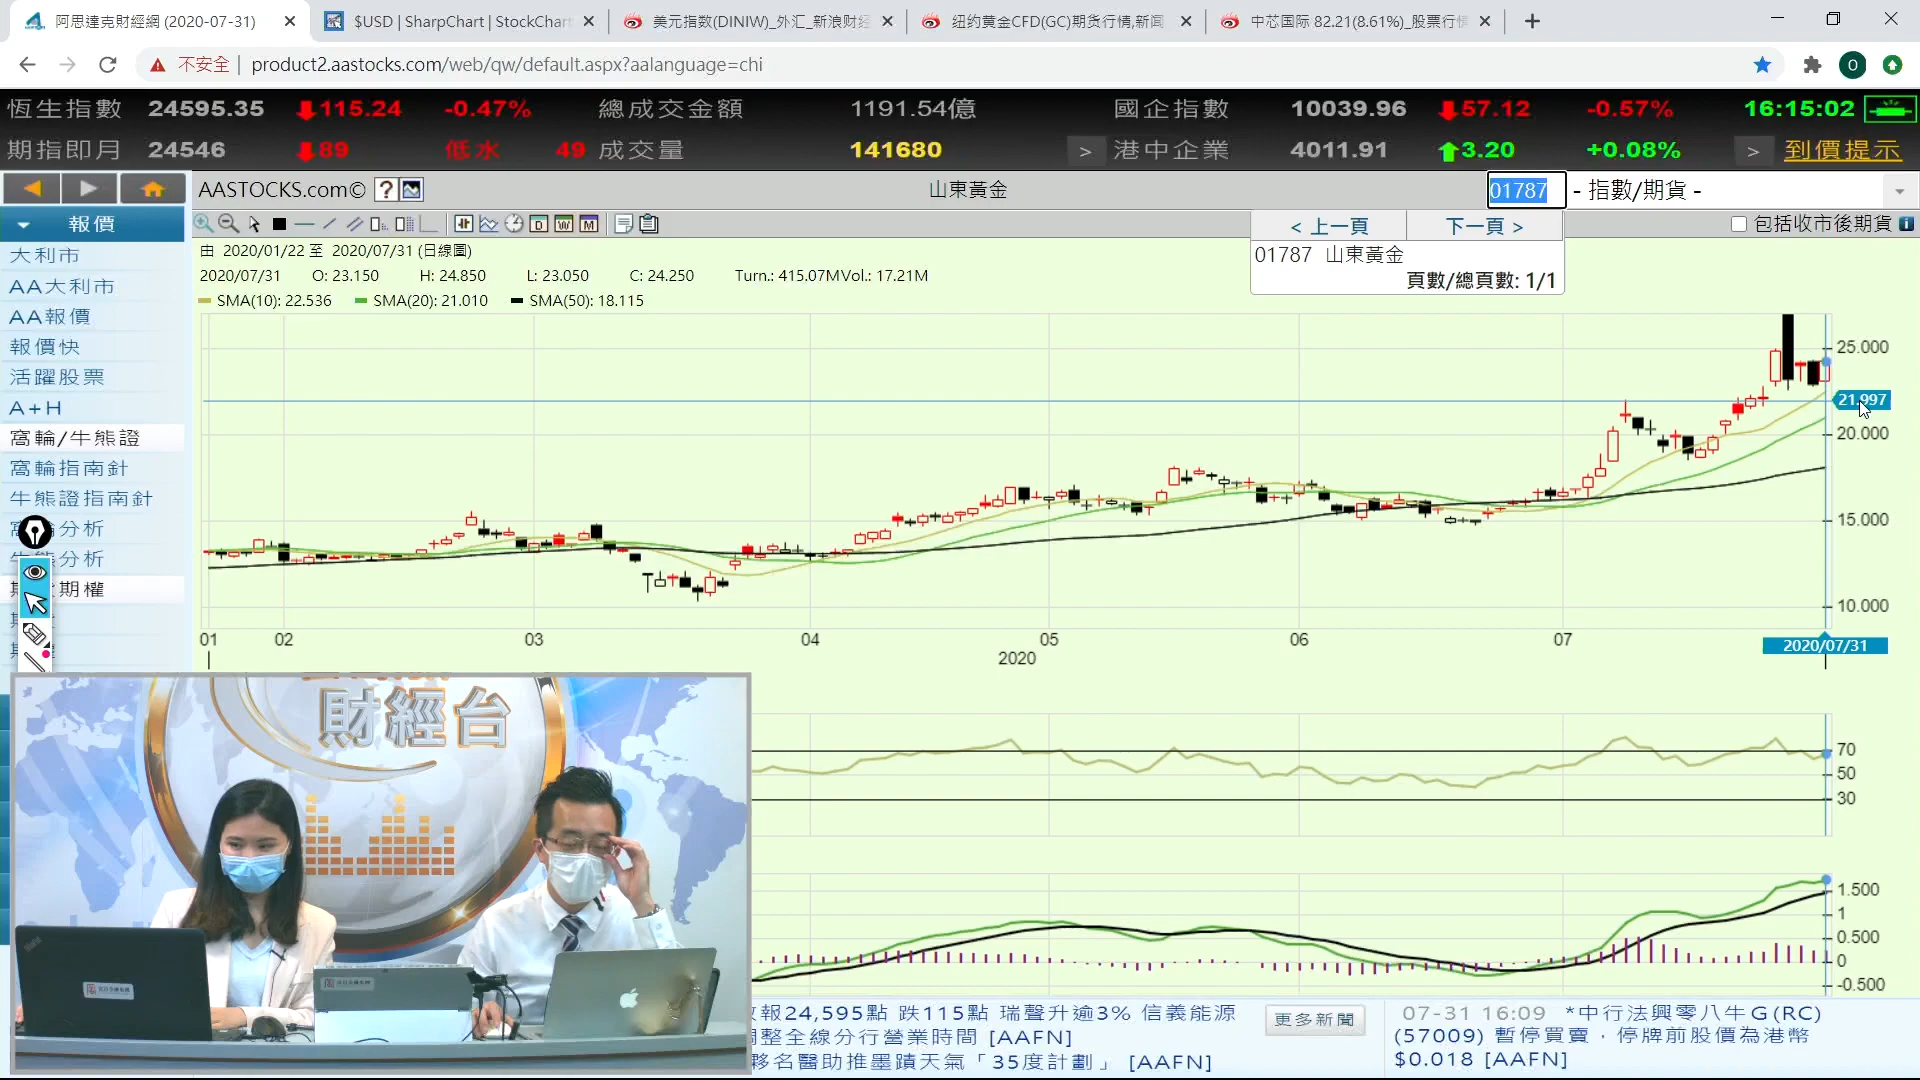 阿思達克財經網 (2020-07-31)
$USD | SharpChart | StockChar
美元指数(DINIW)_外汇_新浪财经
纽约黄金CFD(GC)期货行情,新闻
中芯国际 82.21(8.61%)_股票行情
不安全 | product2.aastocks.com/web/qw/default.aspx?aalanguage=chi
O
恆生指數 24595.35 115.24 -0.47% 總成交金額 1191.54億 國企指數 10039.96 57.12 -0.57% 16:15:02
期指即月 24546 89 低水 49 成交量 141680 > 港中企業 4011.91 3.20 +0.08% > 到價提示
AASTOCKS.com© ? 山東黃金 01787 - 指數/期貨 -
報價
D W M
< 上一頁 下一頁 >
包括收市後期貨 i
01787 山東黃金
頁數/總頁數: 1/1
由 2020/01/22 至 2020/07/31 (日線圖)
2020/07/31 O: 23.150 H: 24.850 L: 23.050 C: 24.250 Turn.: 415.07MVol.: 17.21M
SMA(10): 22.536 SMA(20): 21.010 SMA(50): 18.115
大利市
AA大利市
AA報價
報價快
活躍股票
A+H
窩輪/牛熊證
窩輪指南針
牛熊證指南針
分析
分析
期權
25.000
21.997
20.000
15.000
10.000
01 02 03 04 05 06 07
2020/07/31
2020
70
50
30
1.500
1
0.500
0
-0.500
財經台
報24,595點 跌115點 瑞聲升逾3% 信義能源
調整全線分行營業時間 [AAFN]
夥名醫助推墨蹟天氣「35度計劃」 [AAFN]
更多新聞
07-31 16:09 *中行法興零八牛G(RC)
(57009) 暫停買賣，停牌前股價為港幣
$0.018 [AAFN]